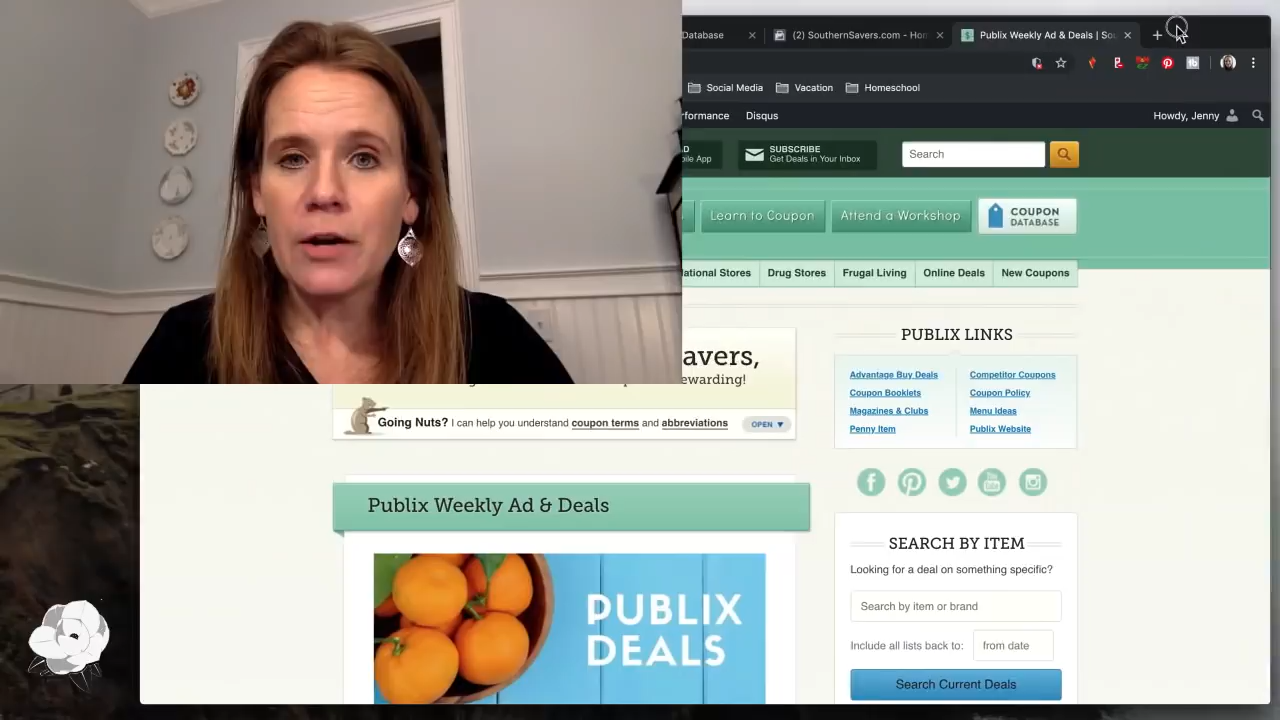 Database
(2) SouthernSavers.com - Hom
Publix Weekly Ad & Deals | Sou
Social Media
Vacation
Homeschool
rformance
Disqus
Howdy, Jenny
D
bile App
SUBSCRIBE
Get Deals in Your Inbox
Search
Learn to Coupon
Attend a Workshop
COUPON
DATABASE
ational Stores
Drug Stores
Frugal Living
Online Deals
New Coupons
avers,
ewarding!
Going Nuts? I can help you understand coupon terms and abbreviations
OPEN ▼
PUBLIX LINKS
Advantage Buy Deals
Competitor Coupons
Coupon Booklets
Coupon Policy
Magazines & Clubs
Menu Ideas
Penny Item
Publix Website
Publix Weekly Ad & Deals
PUBLIX
DEALS
SEARCH BY ITEM
Looking for a deal on something specific?
Search by item or brand
Include all lists back to:
from date
Search Current Deals